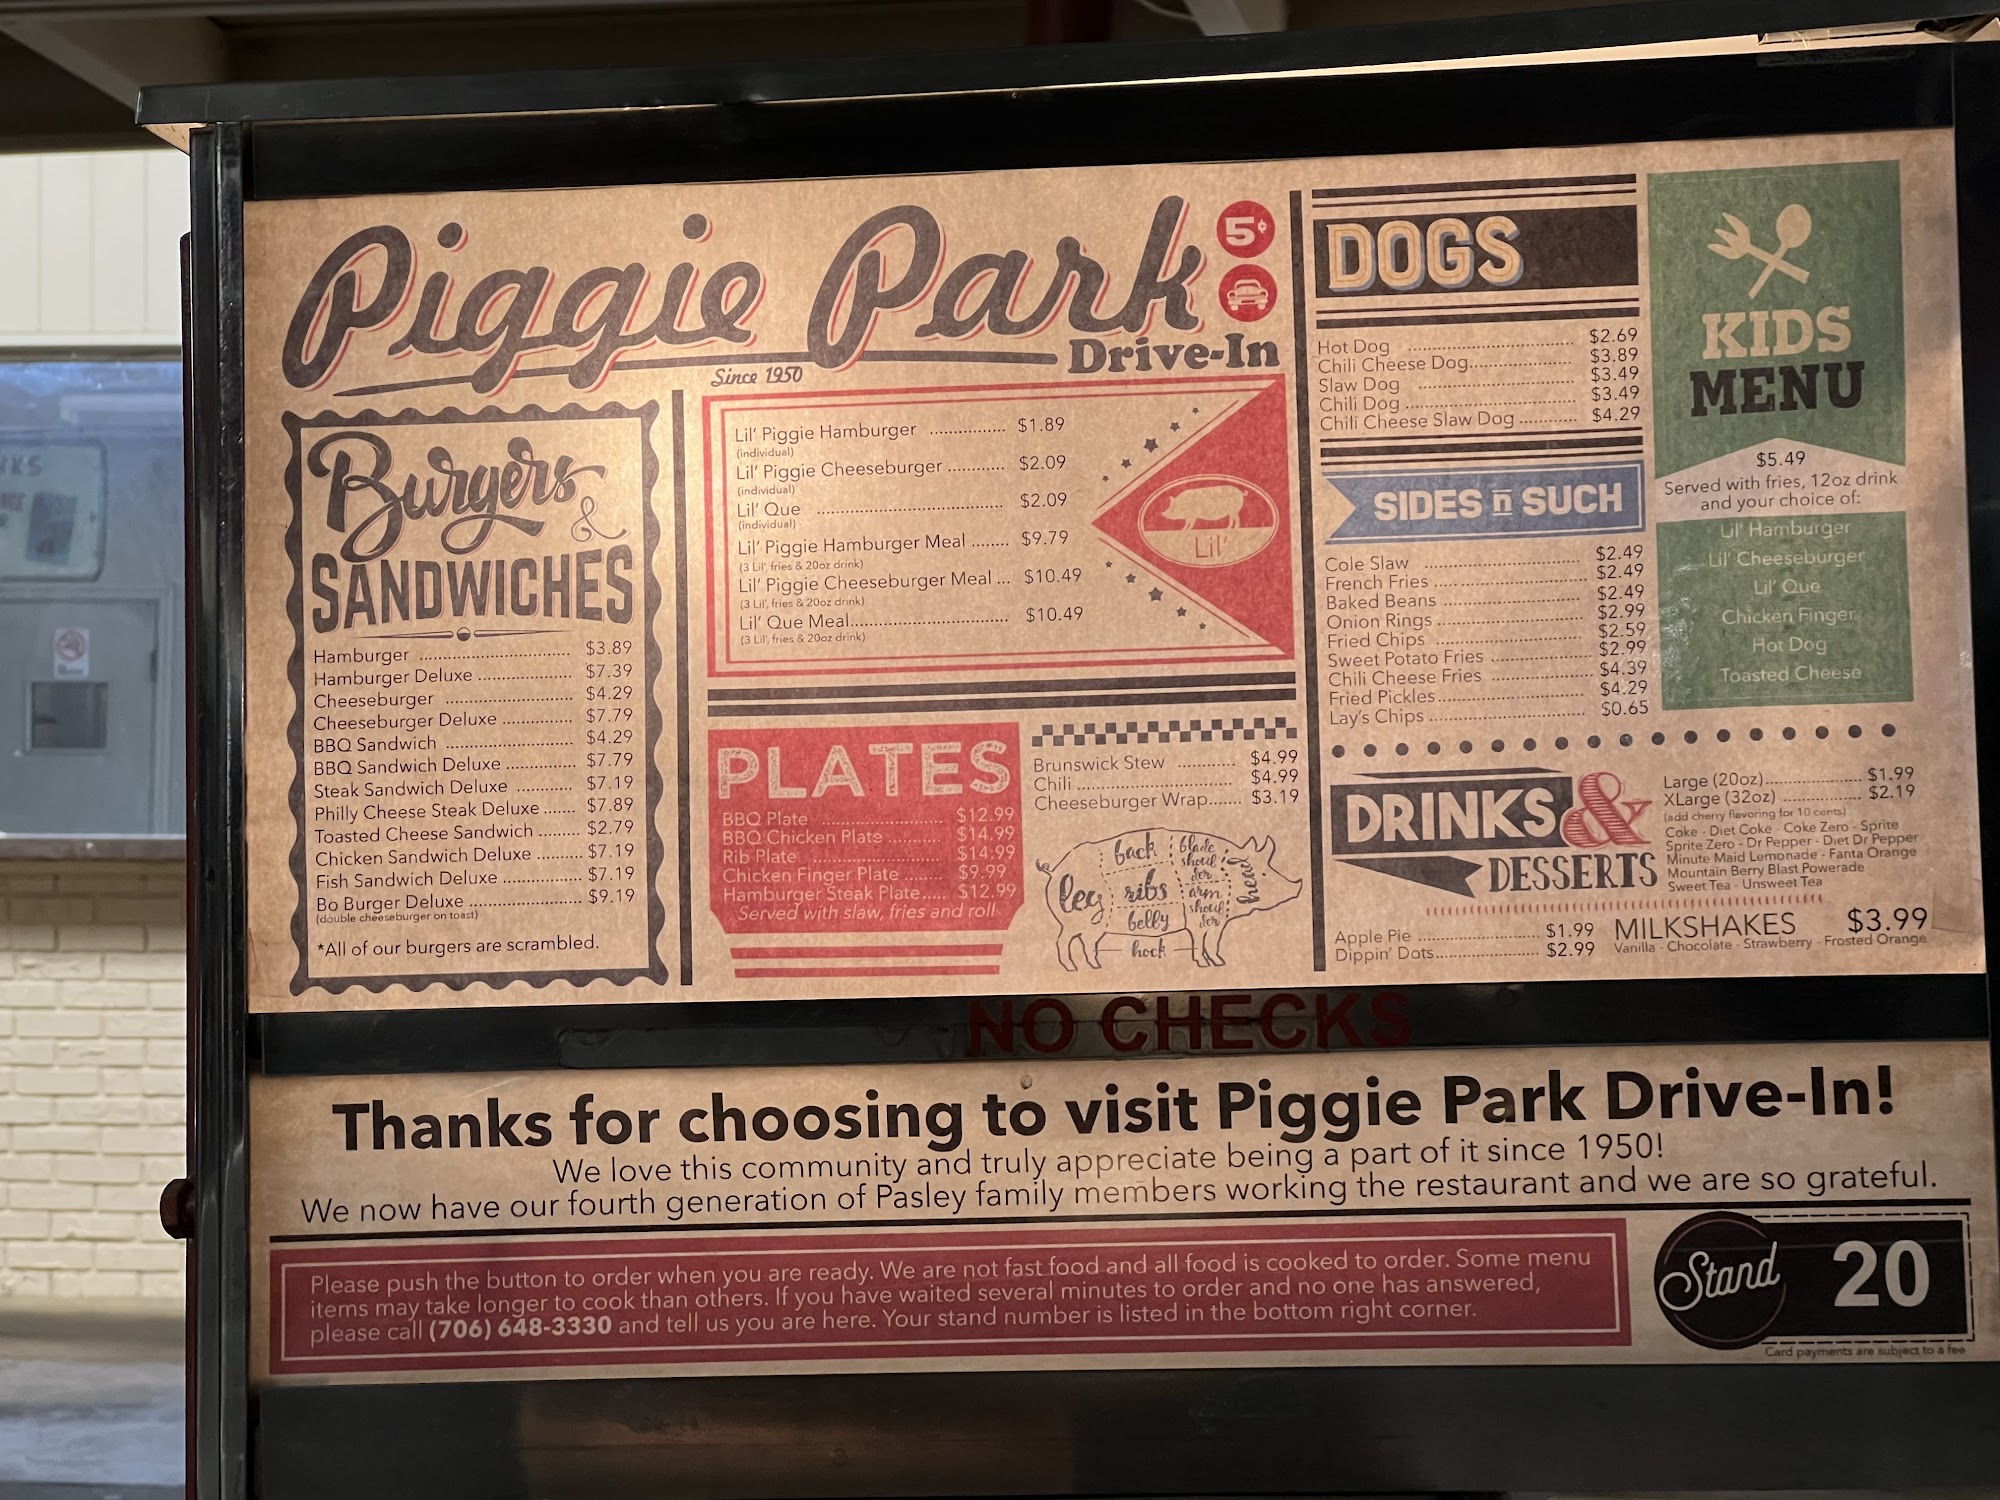 Piggie Park
5¢
Drive-In
Since 1950
Burgers
&
SANDWICHES
Hamburger ........ $3.89
Hamburger Deluxe ........ $7.39
Cheeseburger ........ $4.29
Cheeseburger Deluxe ........ $7.79
BBQ Sandwich ........ $4.29
BBQ Sandwich Deluxe ........ $7.79
Steak Sandwich Deluxe ........ $7.19
Philly Cheese Steak Deluxe ...... $7.89
Toasted Cheese Sandwich ........ $2.79
Chicken Sandwich Deluxe ........ $7.19
Fish Sandwich Deluxe ........ $7.19
Bo Burger Deluxe ........ $9.19
(double cheeseburger on toast)
*All of our burgers are scrambled.
Lil' Piggie Hamburger ........ $1.89
(individual)
Lil' Piggie Cheeseburger ........ $2.09
(individual)
Lil' Que ........ $2.09
(individual)
Lil' Piggie Hamburger Meal ........ $9.79
(3 Lil', fries & 20oz drink)
Lil' Piggie Cheeseburger Meal ... $10.49
(3 Lil', fries & 20oz drink)
Lil' Que Meal ........ $10.49
(3 Lil', fries & 20oz drink)
Lil'
PLATES
BBQ Plate ........ $12.99
BBQ Chicken Plate ........ $14.99
Rib Plate ........ $14.99
Chicken Finger Plate ........ $9.99
Hamburger Steak Plate ..... $12.99
Served with slaw, fries and roll
Brunswick Stew ........ $4.99
Chili ........ $4.99
Cheeseburger Wrap ....... $3.19
back
blade
shoul
der
head
leg
ribs
arm
shoul
der
belly
hock
DOGS
Hot Dog ........ $2.69
Chili Cheese Dog ........ $3.89
Slaw Dog ........ $3.49
Chili Dog ........ $3.49
Chili Cheese Slaw Dog ........ $4.29
SIDES n SUCH
Cole Slaw ........ $2.49
French Fries ........ $2.49
Baked Beans ........ $2.49
Onion Rings ........ $2.99
Fried Chips ........ $2.59
Sweet Potato Fries ........ $2.99
Chili Cheese Fries ........ $4.39
Fried Pickles ........ $4.29
Lay's Chips ........ $0.65
KIDS
MENU
$5.49
Served with fries, 12oz drink
and your choice of:
Lil' Hamburger
Lil' Cheeseburger
Lil' Que
Chicken Finger
Hot Dog
Toasted Cheese
DRINKS &
DESSERTS
Large (20oz) ........ $1.99
XLarge (32oz) ........ $2.19
(add cherry flavoring for 10 cents)
Coke - Diet Coke - Coke Zero - Sprite
Sprite Zero - Dr Pepper - Diet Dr Pepper
Minute Maid Lemonade - Fanta Orange
Mountain Berry Blast Powerade
Sweet Tea - Unsweet Tea
Apple Pie ........ $1.99
Dippin' Dots ........ $2.99
MILKSHAKES $3.99
Vanilla - Chocolate - Strawberry - Frosted Orange
NO CHECKS
Thanks for choosing to visit Piggie Park Drive-In!
We love this community and truly appreciate being a part of it since 1950!
We now have our fourth generation of Pasley family members working the restaurant and we are so grateful.
Please push the button to order when you are ready. We are not fast food and all food is cooked to order. Some menu
items may take longer to cook than others. If you have waited several minutes to order and no one has answered,
please call (706) 648-3330 and tell us you are here. Your stand number is listed in the bottom right corner.
Stand 20
Card payments are subject to a fee